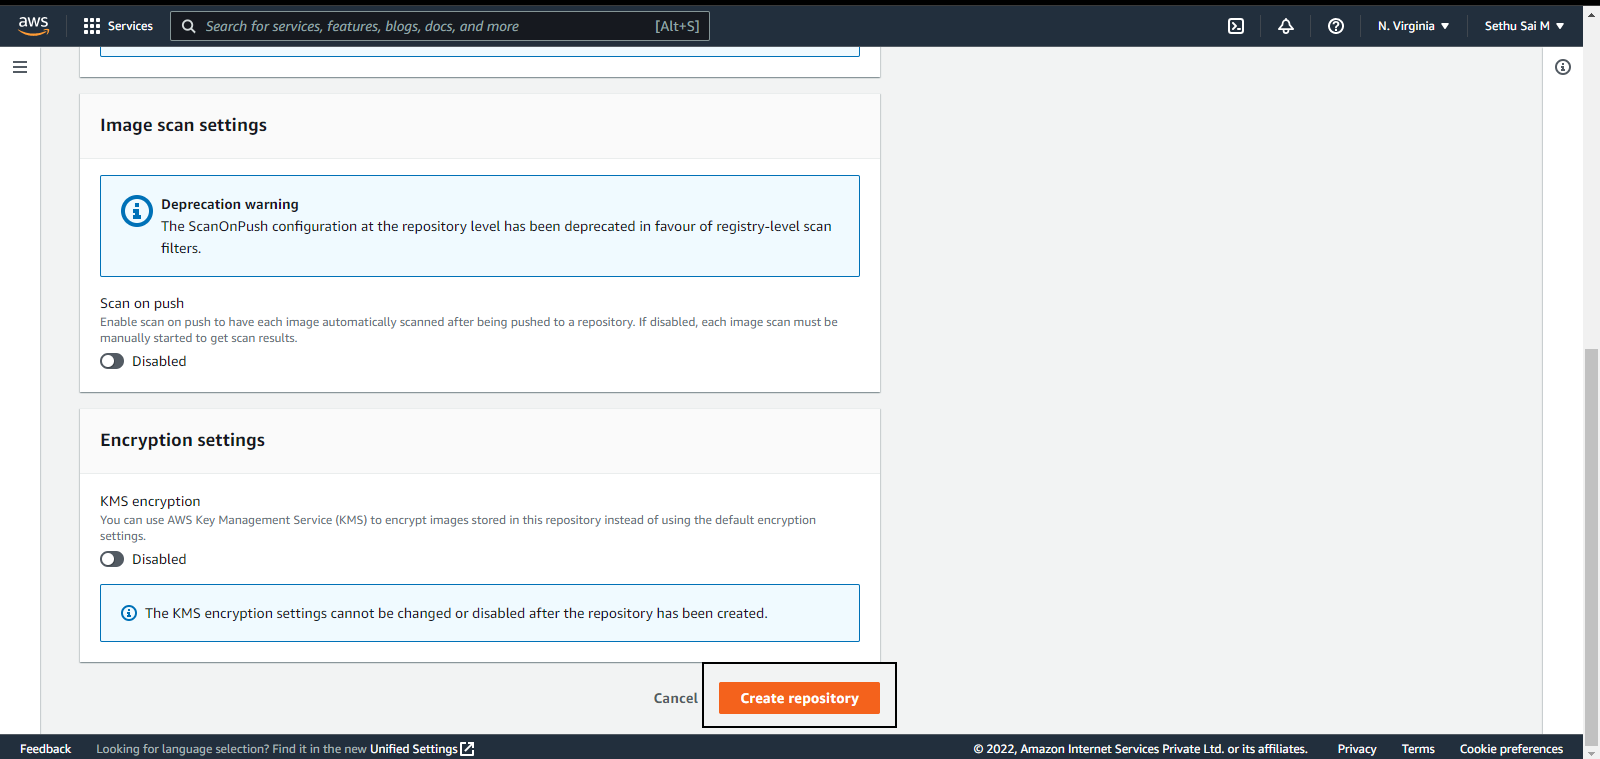 aws
Services
Search for services, features, blogs, docs, and more
[Alt+S]
N. Virginia
Sethu Sai M
Image scan settings
Deprecation warning
The ScanOnPush configuration at the repository level has been deprecated in favour of registry-level scan
filters.
Scan on push
Enable scan on push to have each image automatically scanned after being pushed to a repository. If disabled, each image scan must be
manually started to get scan results.
Disabled
Encryption settings
KMS encryption
You can use AWS Key Management Service (KMS) to encrypt images stored in this repository instead of using the default encryption
settings.
Disabled
The KMS encryption settings cannot be changed or disabled after the repository has been created.
Cancel
Create repository
Feedback
Looking for language selection? Find it in the new Unified Settings
© 2022, Amazon Internet Services Private Ltd. or its affiliates.
Privacy
Terms
Cookie preferences